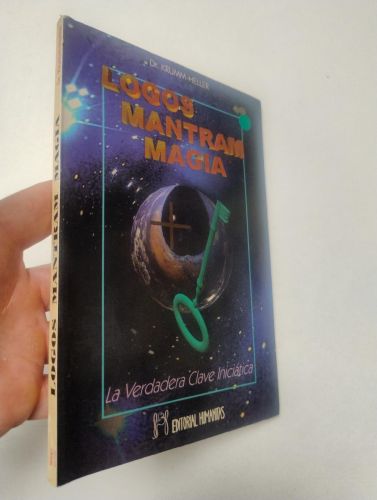 Dr. KRUMM-HELLER
LOGOS
MANTRAM
MAGIA
La Verdadera Clave Iniciática
EDITORIAL HUMANITAS
LOGOS MANTRAM MAGIA